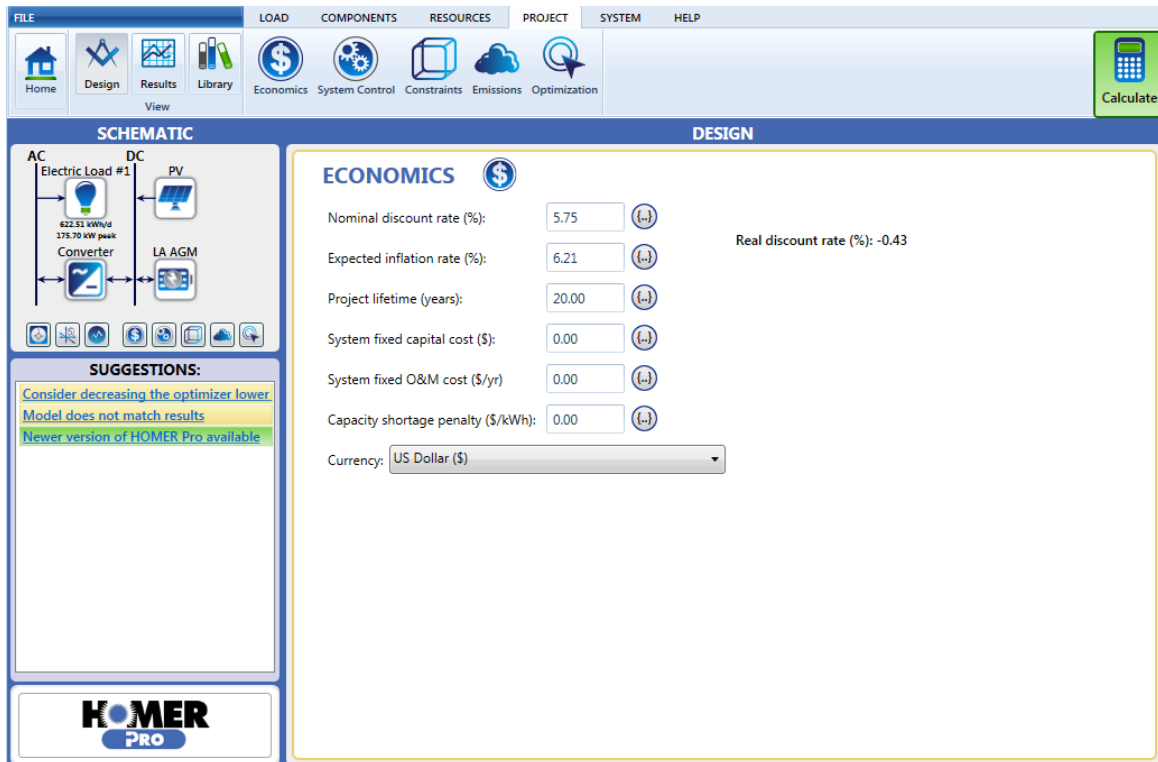 FILE LOAD COMPONENTS RESOURCES PROJECT SYSTEM HELP
Home Design Results Library Economics System Control Constraints Emissions Optimization Calculate
View
SCHEMATIC DESIGN
AC DC
Electric Load #1 PV
622.51 kWh/d
175.70 kW peak
Converter LA AGM
SUGGESTIONS:
Consider decreasing the optimizer lower
Model does not match results
Newer version of HOMER Pro available
HOMER
PRO
ECONOMICS $
Nominal discount rate (%): 5.75 {..}
Real discount rate (%): -0.43
Expected inflation rate (%): 6.21 {..}
Project lifetime (years): 20.00 {..}
System fixed capital cost ($): 0.00 {..}
System fixed O&M cost ($/yr) 0.00 {..}
Capacity shortage penalty ($/kWh): 0.00 {..}
Currency: US Dollar ($)